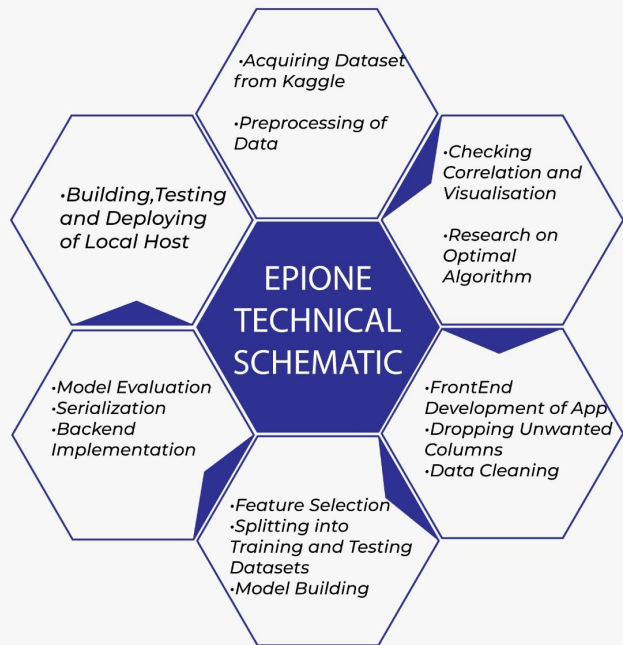 •Acquiring Dataset
from Kaggle
•Preprocessing of
Data
•Checking
Correlation and
Visualisation
•Research on
Optimal
Algorithm
•FrontEnd
Development of App
•Dropping Unwanted
Columns
•Data Cleaning
•Feature Selection
•Splitting into
Training and Testing
Datasets
•Model Building
•Model Evaluation
•Serialization
•Backend
Implementation
•Building,Testing
and Deploying
of Local Host
EPIONE
TECHNICAL
SCHEMATIC